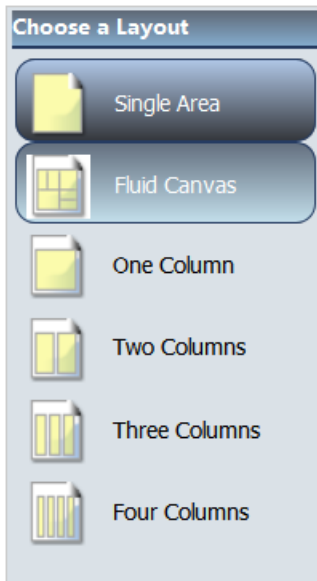 Choose a Layout
Single Area
Fluid Canvas
One Column
Two Columns
Three Columns
Four Columns